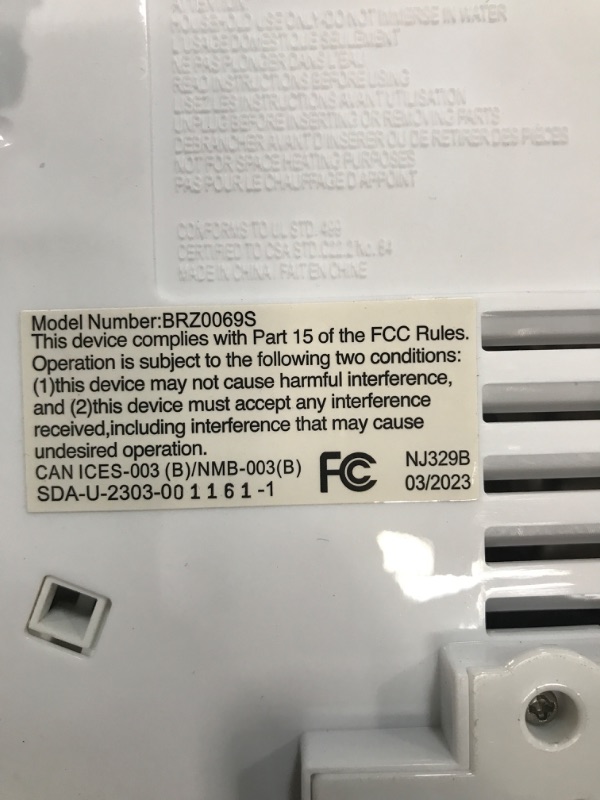 ATTENTION:
HOUSEHOLD USE ONLY/DO NOT IMMERSE IN WATER
L'USAGE DOMESTIQUE SEULEMENT
NE PAS PLONGER DANS L'EAU
READ INSTRUCTIONS BEFORE USING
LISEZ LES INSTRUCTIONS AVANT L'UTILISATION
UNPLUG BEFORE INSERTING OR REMOVING PARTS
DEBRANCHER AVANT D'INSERER OU DE RETIRER DES PIECES
NOT FOR SPACE HEATING PURPOSES
PAS POUR LE CHAUFFAGE D'APPOINT
CONFORMS TO UL STD. 499
CERTIFIED TO CSA STD.C22.2 No. 64
MADE IN CHINA / FAIT EN CHINE
Model Number:BRZ0069S
This device complies with Part 15 of the FCC Rules.
Operation is subject to the following two conditions:
(1)this device may not cause harmful interference,
and (2)this device must accept any interference
received,including interference that may cause
undesired operation.
CAN ICES-003 (B)/NMB-003(B)
SDA-U-2303-001161-1
FC
NJ329B
03/2023